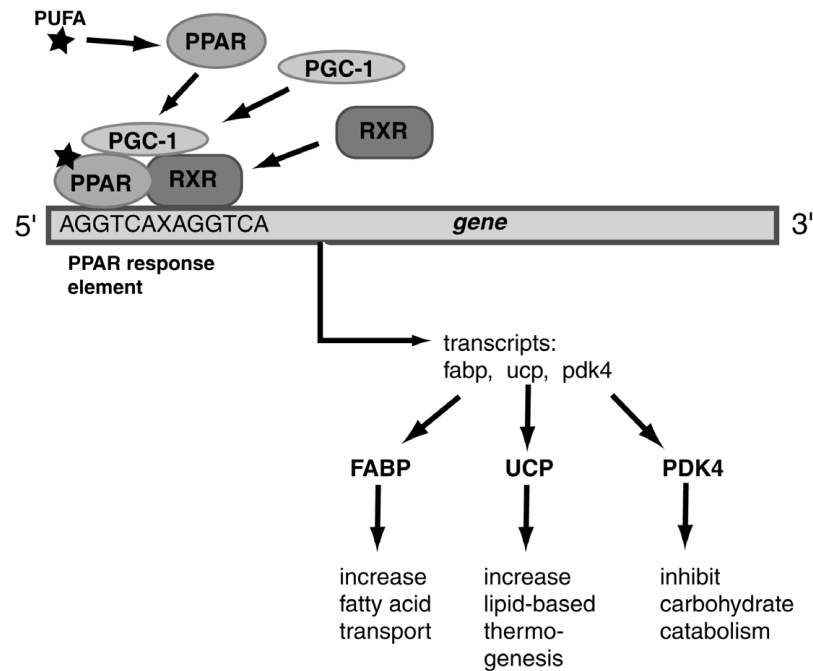 PUFA
PPAR
PGC-1
RXR
PGC-1
PPAR
RXR
5'
AGGTCAXAGGTCA
gene
3'
PPAR response
element
transcripts:
fabp, ucp, pdk4
FABP
UCP
PDK4
increase
fatty acid
transport
increase
lipid-based
thermo-
genesis
inhibit
carbohydrate
catabolism